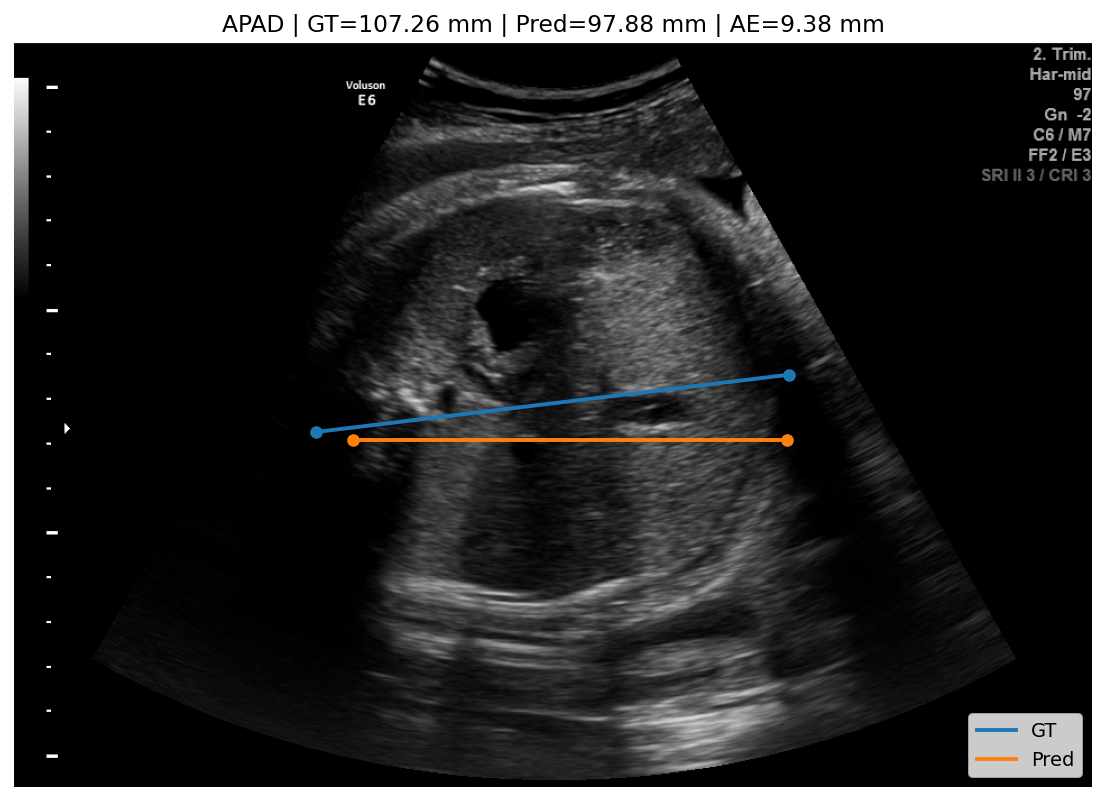 APAD | GT=107.26 mm | Pred=97.88 mm | AE=9.38 mm
Voluson
E6
2. Trim.
Har-mid
97
Gn -2
C6 / M7
FF2 / E3
SRI II 3 / CRI 3
GT
Pred